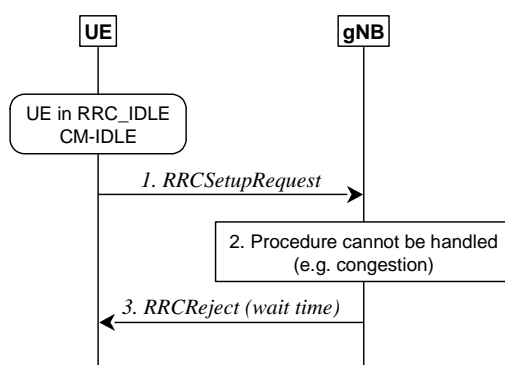 UE
gNB
UE in RRC_IDLE
CM-IDLE
1. RRCSetupRequest
2. Procedure cannot be handled
(e.g. congestion)
3. RRCReject (wait time)